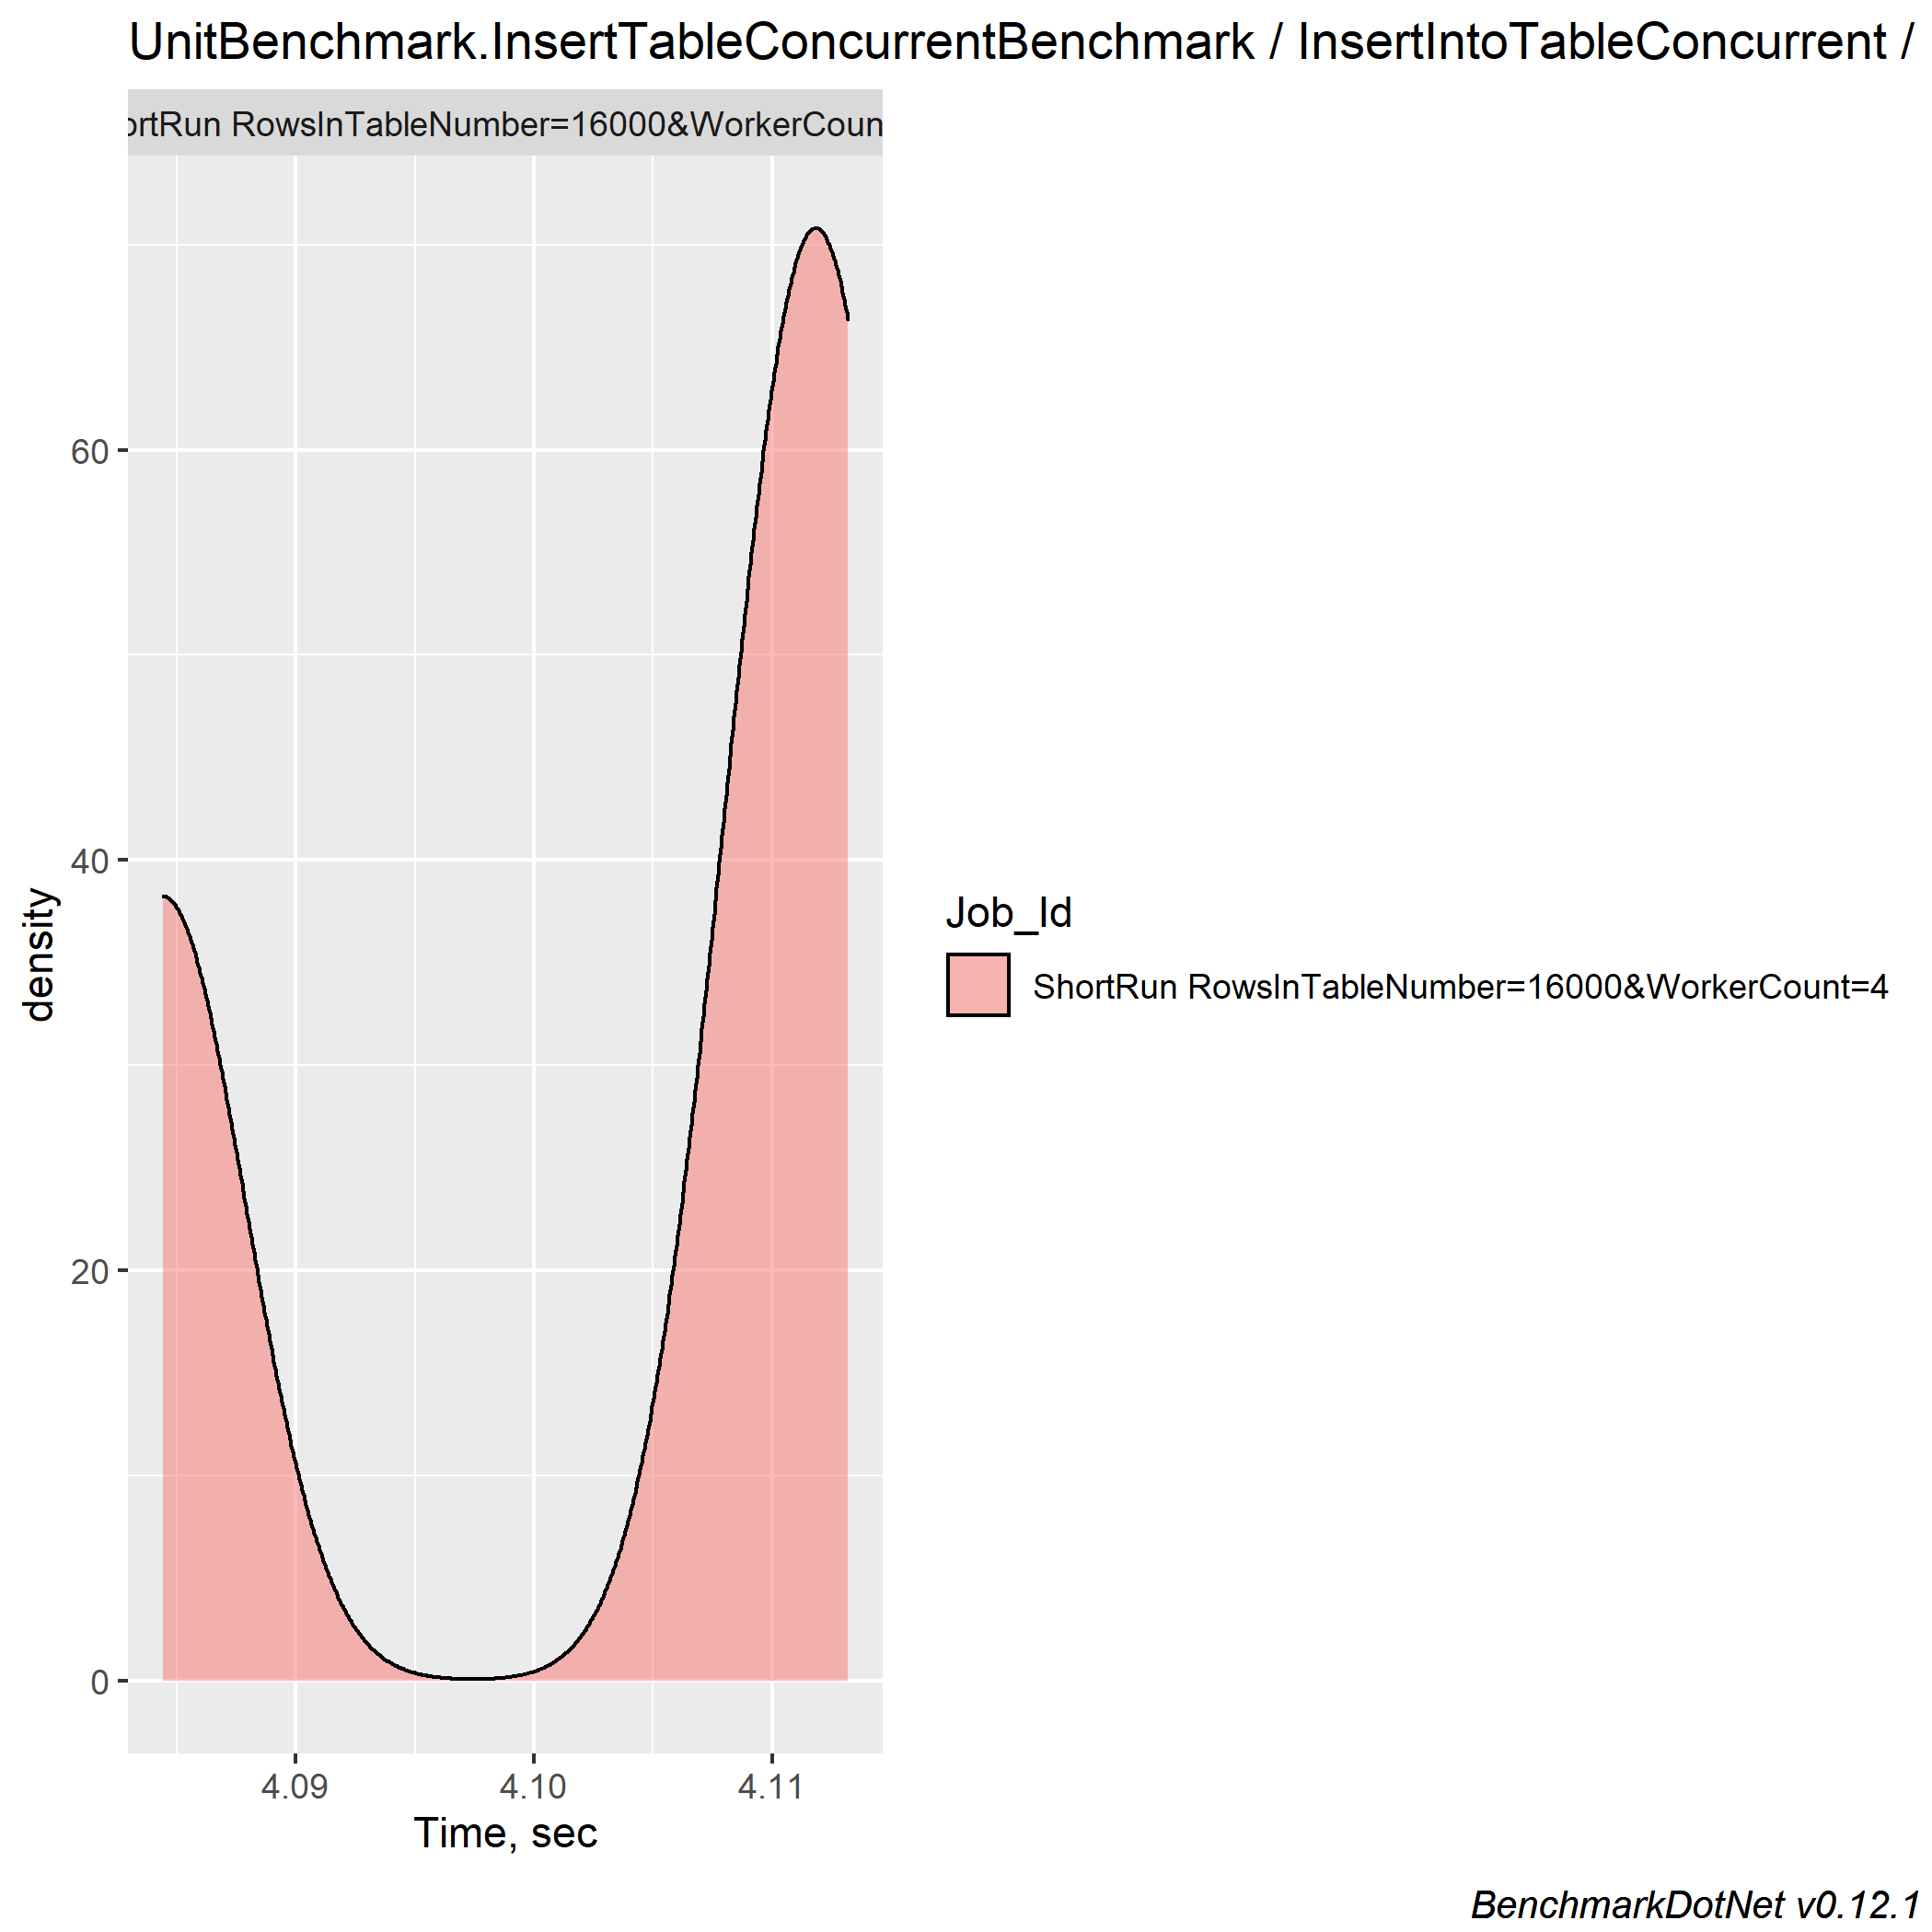 UnitBenchmark.InsertTableConcurrentBenchmark / InsertIntoTableConcurrent /
ortRun RowsInTableNumber=16000&WorkerCoun
60
40
20
0
density
4.09 4.10 4.11
Time, sec
Job_Id
ShortRun RowsInTableNumber=16000&WorkerCount=4
BenchmarkDotNet v0.12.1